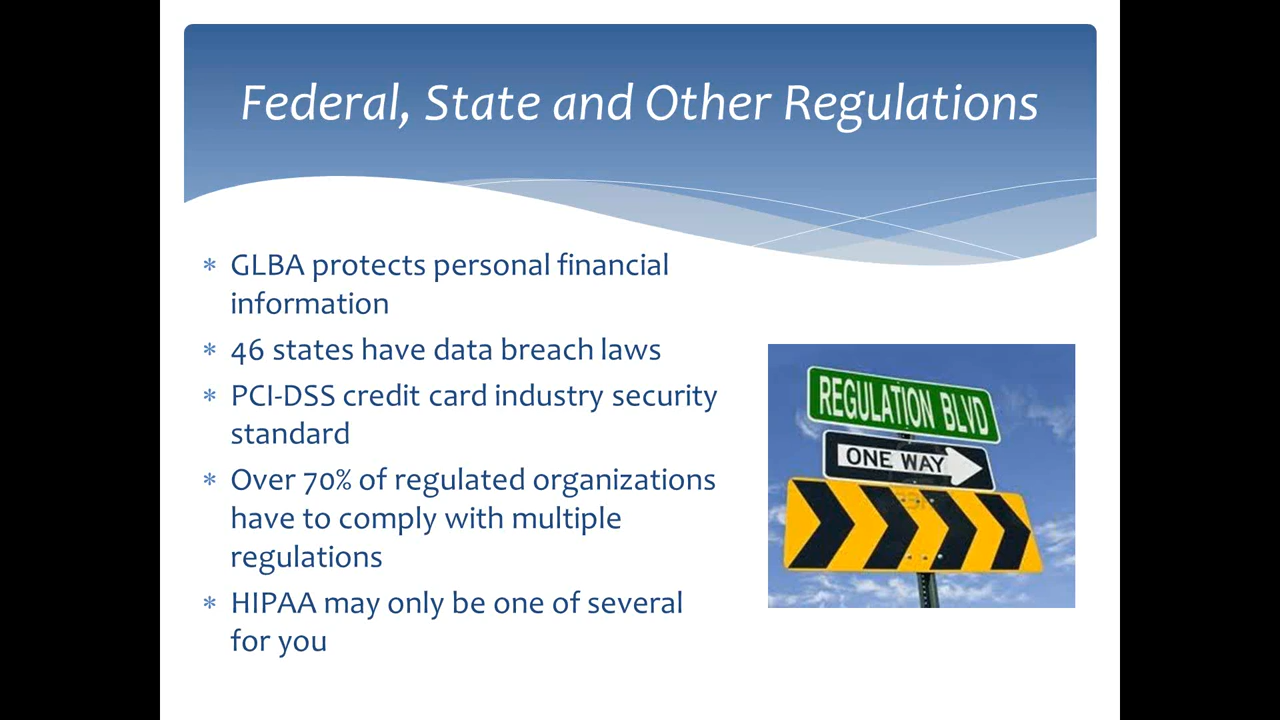 Federal, State and Other Regulations
* GLBA protects personal financial
information
* 46 states have data breach laws
* PCI-DSS credit card industry security
standard
* Over 70% of regulated organizations
have to comply with multiple
regulations
* HIPAA may only be one of several
for you
REGULATION BLVD
ONE WAY